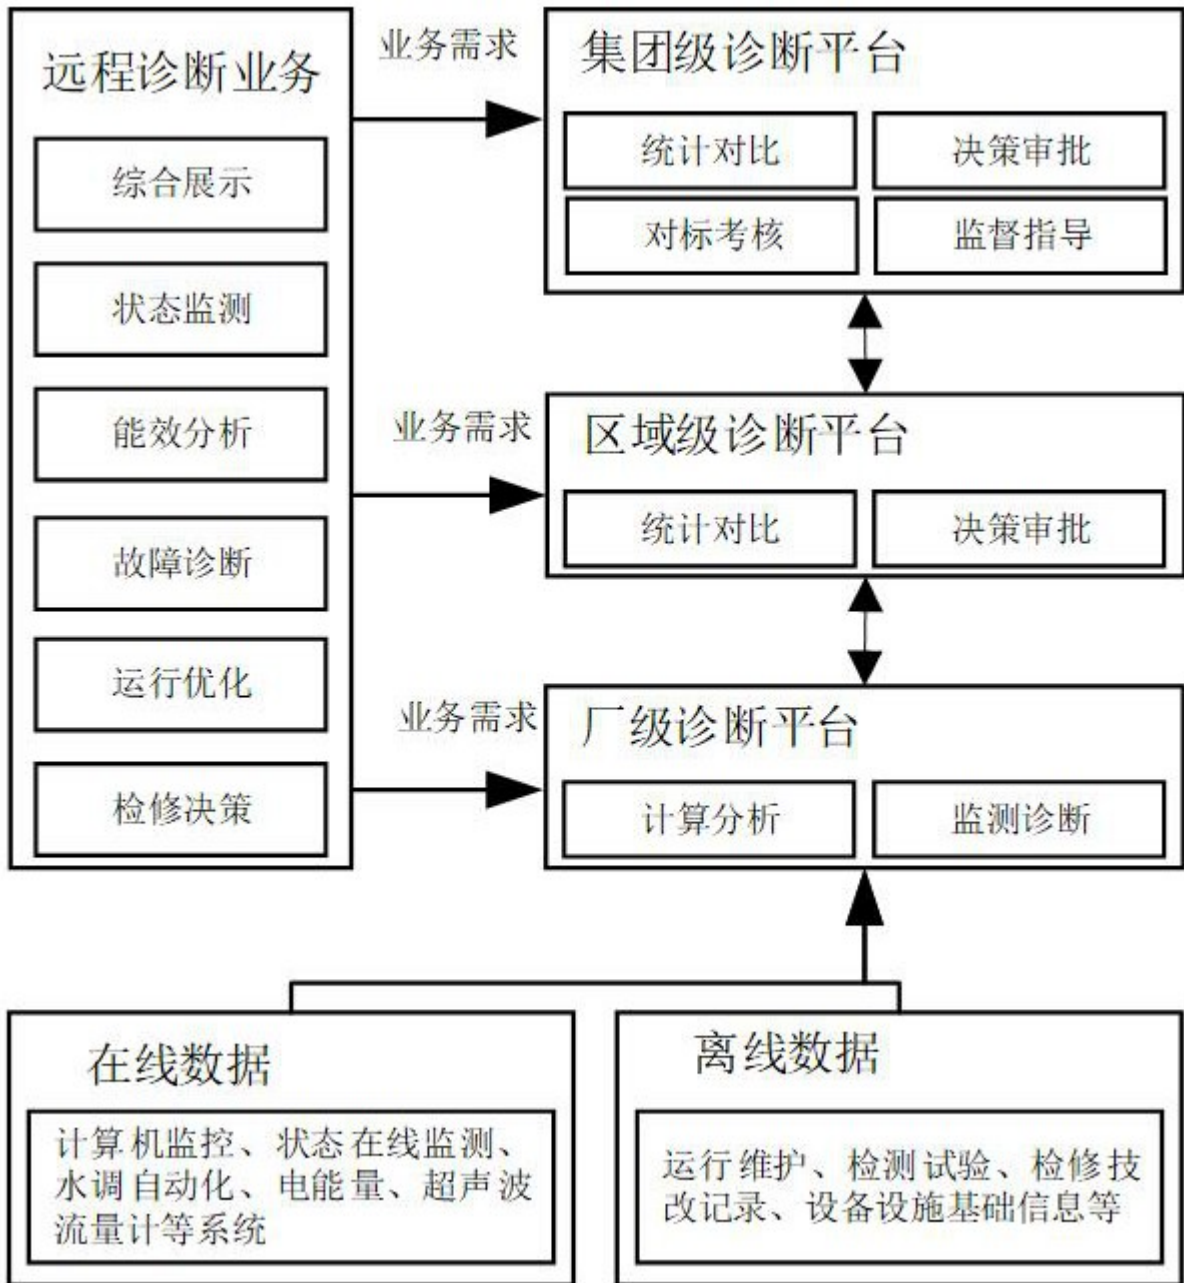 远程诊断业务
综合展示
状态监测
能效分析
故障诊断
运行优化
检修决策
业务需求
集团级诊断平台
统计对比
决策审批
对标考核
监督指导
业务需求
区域级诊断平台
统计对比
决策审批
业务需求
厂级诊断平台
计算分析
监测诊断
在线数据
计算机监控、状态在线监测、
水调自动化、电能量、超声波
流量计等系统
离线数据
运行维护、检测试验、检修技
改记录、设备设施基础信息等